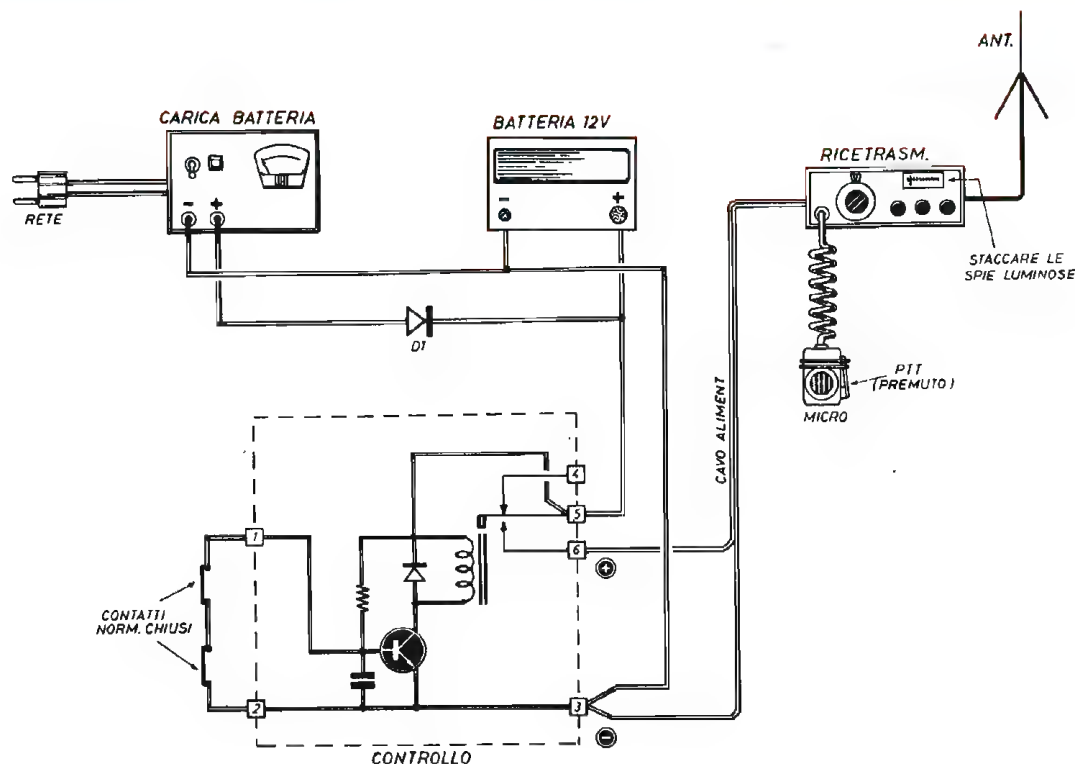 ANT.
CARICA BATTERIA
BATTERIA 12V
RICETRASM.
- +
- +
RETE
STACCARE LE
SPIE LUMINOSE
D1
PTT
(PREMUTO)
MICRO
CAVO ALIMENT
4
5
1
6
+
CONTATTI
NORM. CHIUSI
2
3
-
CONTROLLO